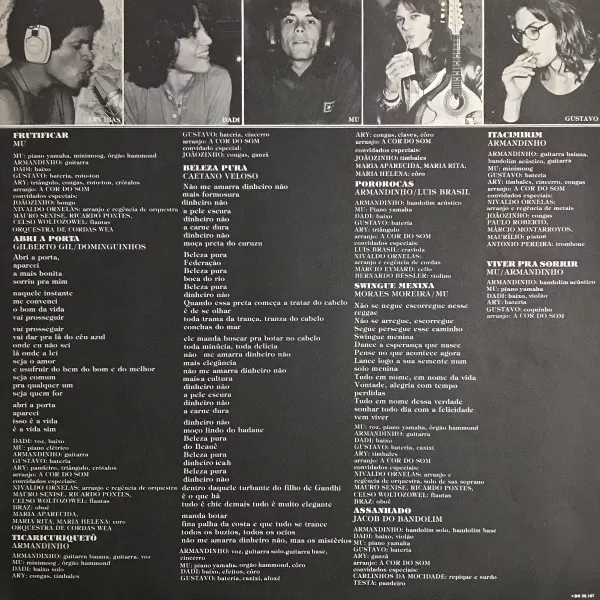 ARY DIAS
DADI
MU
GUSTAVO
FRUTIFICAR
MU
MU: piano yamaha, minimoog, órgão hammond
ARMANDINHO: guitarra
DADI: baixo
GUSTAVO: bateria, roto-ton
ARY: triângulo, congas, roto-ton, crótalos
arranjo: A COR DO SOM
convidados especiais:
JOÃOZINHO: bongo
NIVALDO ORNELAS: arranjo e regência de orquestra
MAURO SENISE, RICARDO PONTES,
CELSO WOLTZOWEL: flautas
ORQUESTRA DE CORDAS WEA
ABRI A PORTA
GILBERTO GIL/DOMINGUINHOS
Abri a porta,
apareci
a mais bonita
sorriu pra mim
naquele instante
me convenci
o bom da vida
vai prosseguir
vai prosseguir
vai dar pra lá do céu azul
onde eu não sei
lá onde a lei
seja o amor
e usufruir do bem do bom e do melhor
seja comum
pra qualquer um
seja quem for
abri a porta
apareci
isso é a vida
é a vida sim
DADI: voz, baixo
MU: piano elétrico
ARMANDINHO: guitarra
GUSTAVO: bateria
ARY: pandeiro, triângulo, crótalos
arranjo: A COR DO SOM
convidados especiais:
NIVALDO ORNELAS: arranjo e regência de orquestra
MAURO SENISE, RICARDO PONTES,
CELSO WOLTOZOWEL: flautas
BRAZ: oboé
MARIA APARECIDA,
MARIA RITA, MARIA HELENA: coro
ORQUESTRA DE CORDAS WEA
TICARICURIQUETÔ
ARMANDINHO
ARMANDINHO: guitarra baiana, guitarra, voz
MU: minimoog, órgão hammond
DADI: baixo solo
ARY: congas, timbales
GUSTAVO: bateria, cincerro
arranjo: A COR DO SOM
convidado especial:
JOÃOZINHO: congas, ganzá
BELEZA PURA
CAETANO VELOSO
Não me amarra dinheiro não
mais formosura
dinheiro não
a pele escura
dinheiro não
a carne dura
dinheiro não
moça preta do curuzu
Beleza pura
Federação
Beleza pura
boca do rio
Beleza pura
dinheiro não
Quando essa preta começa a tratar do cabelo
é de se olhar
toda trama da trança, tranza do cabelo
conchas do mar
ele manda buscar pra botar no cabelo
toda minúcia, toda delícia
não me amarra dinheiro não
mais elegância
não me amarra dinheiro não
mais a cultura
dinheiro não
a pele escura
dinheiro não
a carne dura
dinheiro não
moço lindo do badaue
Beleza pura
do Ileauê
Beleza pura
dinheiro ieah
Beleza pura
dinheiro não
dentro daquele turbante do filho de Gandhi
é o que há
tudo é chic demais tudo é muito elegante
manda botar
fina palha da costa e que tudo se trance
todos os buzos, todos os ocios
não me amarra dinheiro não, mas os mistérios
ARMANDINHO: voz, guitarra solo, guitarra base,
cincerro
MU: piano yamaha, orgão hammond, côro
DADI: baixo, efeitos, côro
GUSTAVO: bateria, caxixi, afoxé
ARY: congas, claves, côro
arranjo: A COR DO SOM
convidados especiais:
JOÃOZINHO: timbales
MARIA APARECIDA, MARIA RITA,
MARIA HELENA: côro
POROROCAS
ARMANDINHO/LUIS BRASIL
ARMANDINHO: bandolim acústico
MU: Piano yamaha
DADI: baixo
GUSTAVO: bateria
ARY: triângulo
arranjo: A COR DO SOM
convidados especiais:
LUIS BRASIL: craviola
NIVALDO ORNELAS:
arranjo e regência de cordas
MÁRCIO EYMARD: cello
BERNARDO BESSLER: violino
SWINGUE MENINA
MORAES MOREIRA/MU
Não se negue escorregue nesse
reggae
Não se arregue, escorregue
Segue persegue esse caminho
Swingue menina
Dance a esperança que nasce
Pense no que acontece agora
Lance logo a sua semente num
solo menina
Tudo em nome, em nome da vida
Vontade, alegria com tempo
perdidas
Tudo em nome dessa verdade
sonhar todo dia com a felicidade
vem viver
MU: voz, piano yamaha, órgão hammond
ARMANDINHO: guitarra
DADI: baixo
GUSTAVO: bateria, caxixi
ARY: timbales
arranjo: A COR DO SOM
convidados especiais:
NIVALDO ORNELAS: arranjo e
regência de orquestra, solo de sax soprano
MAURO SENISE, RICARDO PONTES,
CELSO WOLTOZOWEL: flautas
BRAZ: oboé
ASSANHADO
JACOB DO BANDOLIM
ARMANDINHO: bandolim solo, bandolim base
DADI: baixo, violão
MU: piano yamaha
GUSTAVO: bateria
ARY: ganzá
arranjo: A COR DO SOM
convidados especiais:
CARLINHOS DA MOCIDADE: repique e surdo
TESTA: pandeiro
ITACIMIRIM
ARMANDINHO
ARMANDINHO: guitarra baiana,
bandolim acústico, guitarra
MU: minimoog
DADI: baixo
GUSTAVO: bateria
ARY: timbales, cincerro, congas
arranjo: A COR DO SOM
convidados especiais:
NIVALDO ORNELAS:
arranjo e regência de metais
JOÃOZINHO: congas
PAULO ROBERTO,
MÁRCIO MONTARROYOS,
MAURÍLIO: piston
ANTONIO PEREIRA: trombone
VIVER PRA SORRIR
MU/ARMANDINHO
ARMANDINHO: bandolim acústico
MU: piano yamaha
DADI: baixo, violão
ARY: bateria
GUSTAVO: coquinho
arranjo: A COR DO SOM